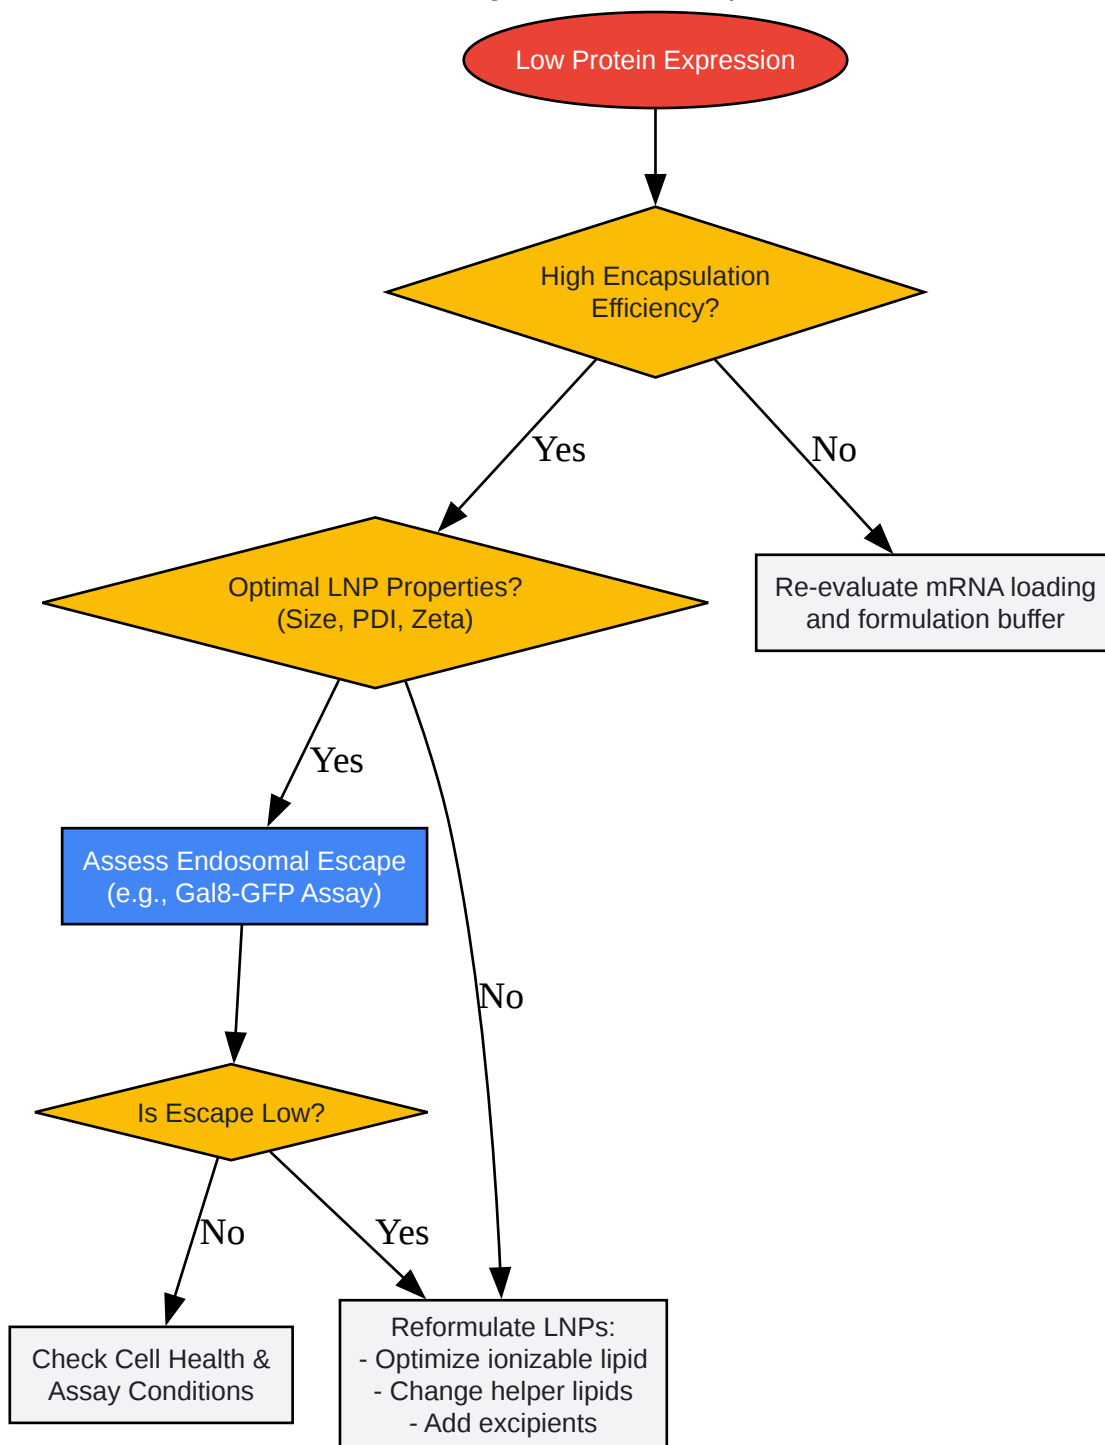 Low Protein Expression
High Encapsulation
Efficiency?
Yes
No
Optimal LNP Properties?
(Size, PDI, Zeta)
Re-evaluate mRNA loading
and formulation buffer
Yes
Assess Endosomal Escape
(e.g., Gal8-GFP Assay)
No
Is Escape Low?
No
Yes
Check Cell Health &
Assay Conditions
Reformulate LNPs:
- Optimize ionizable lipid
- Change helper lipids
- Add excipients